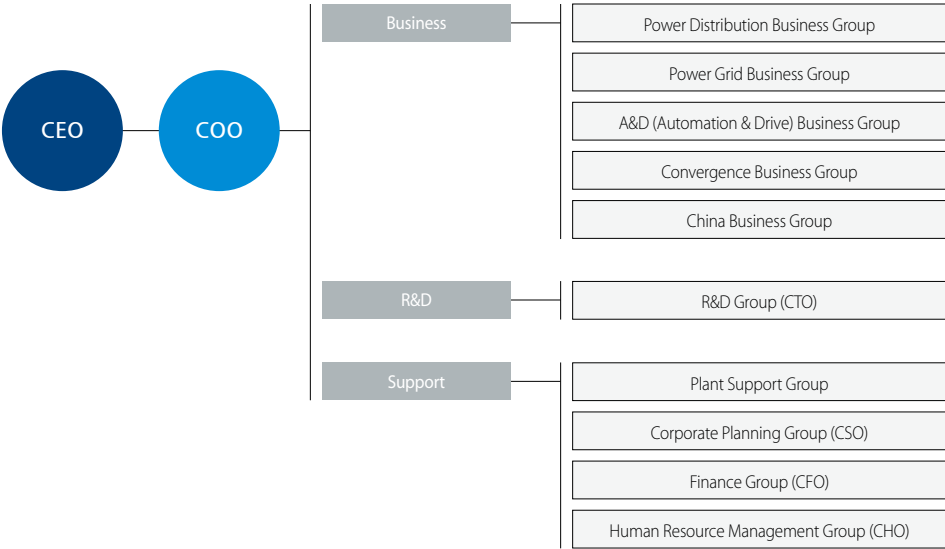 CEO
COO
Business
Power Distribution Business Group
Power Grid Business Group
A&D (Automation & Drive) Business Group
Convergence Business Group
China Business Group
R&D
R&D Group (CTO)
Support
Plant Support Group
Corporate Planning Group (CSO)
Finance Group (CFO)
Human Resource Management Group (CHO)